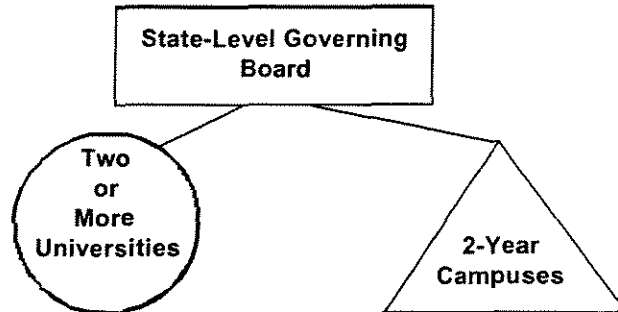 State-Level Governing
Board
Two
or
More
Universities
2-Year
Campuses